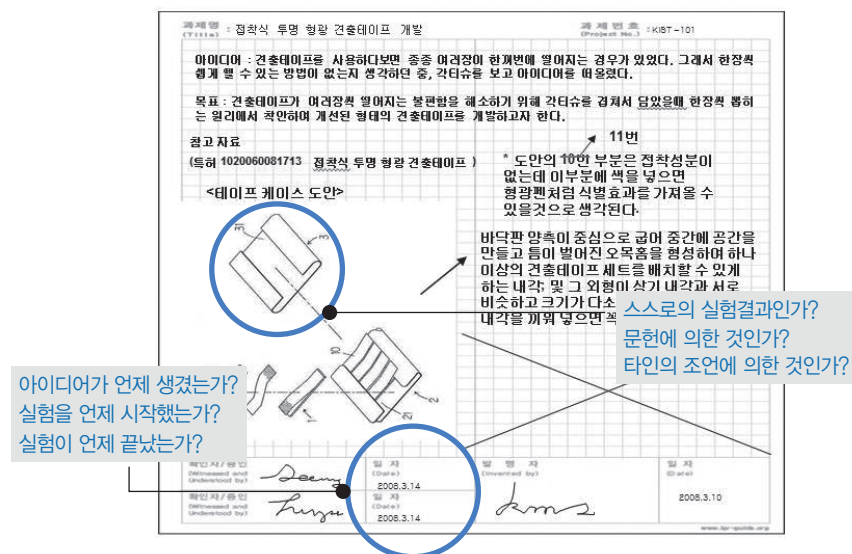 과제명 (Title) : 접착식 투명 형광 견출테이프 개발
과제번호 (Project No.) : KIBT-101
아이디어 : 견출테이프를 사용하다보면 종종 여러장이 한꺼번에 떨어지는 경우가 있었다. 그래서 한장씩
쉽게 뗄 수 있는 방법이 없는지 생각하던 중, 각티슈를 보고 아이디어를 떠올렸다.
목표 : 견출테이프가 여러장씩 떨어지는 불편함을 해소하기 위해 각티슈를 겹쳐서 담았을때 한장씩 뽑히
는 원리에서 착안하여 개선된 형태의 견출테이프를 개발하고자 한다.
참고자료
(특허 1020060081713 접착식 투명 형광 견출테이프 )
<테이프 케이스 도안>
11번
* 도안의 10번 부분은 접착성분이
없는데 이부분에 색을 넣으면
형광펜처럼 식별효과를 가져올 수
있을것으로 생각된다.
바닥판 양측이 중심으로 굽어 중간에 공간을
만들고 틈이 벌어진 오목홈을 형성하여 하나
이상의 견출테이프 세트를 배치할 수 있게
하는 내각; 및 그 외형이 상기 내각과 서로
비슷하고 크기가 다소
내각을 끼워 넣으면 꼭
31
3
10
1
21
2
스스로의 실험결과인가?
문헌에 의한 것인가?
타인의 조언에 의한 것인가?
아이디어가 언제 생겼는가?
실험을 언제 시작했는가?
실험이 언제 끝났는가?
확인자/증인 (Witnessed and Understood by)
일 자 (Date)
2008.3.14
발 명 자 (Invented by)
kms
일 자 (Date)
2008.3.10
확인자/증인 (Witnessed and Understood by)
일 자 (Date)
2008.3.14
www.ipr-guide.org